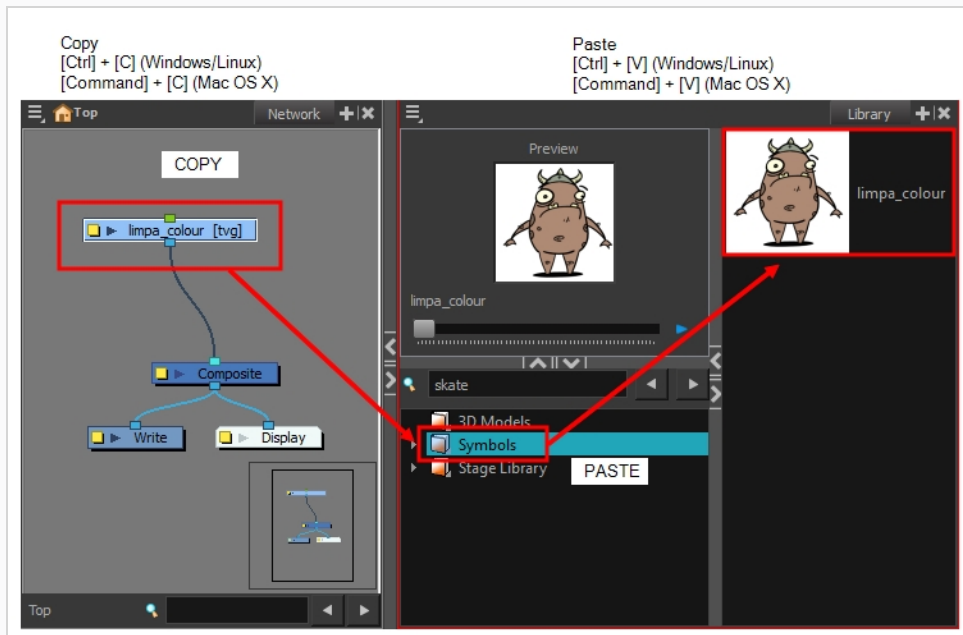 Copy
[Ctrl] + [C] (Windows/Linux)
[Command] + [C] (Mac OS X)
Paste
[Ctrl] + [V] (Windows/Linux)
[Command] + [V] (Mac OS X)
Top
Network
Library
COPY
limpa_colour [tvg]
Composite
Write
Display
Top
Preview
limpa_colour
skate
3D Models
Symbols
Stage Library
PASTE
limpa_colour